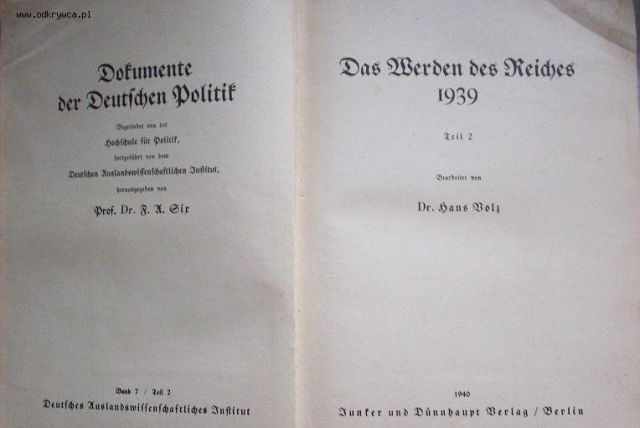 www.odkrywca.pl
Dokumente
der Deutschen Politik
Begründet von der
Hochschule für Politik,
fortgeführt von dem
Deutschen Auslandswissenschaftlichen Institut,
herausgegeben von
Prof. Dr. F. A. Six
Band 7 / Teil 2
Deutsches Auslandswissenschaftliches Institut
Das Werden des Reiches
1939
Teil 2
Bearbeitet von
Dr. Hans Volz
1940
Junker und Dünnhaupt Verlag / Berlin